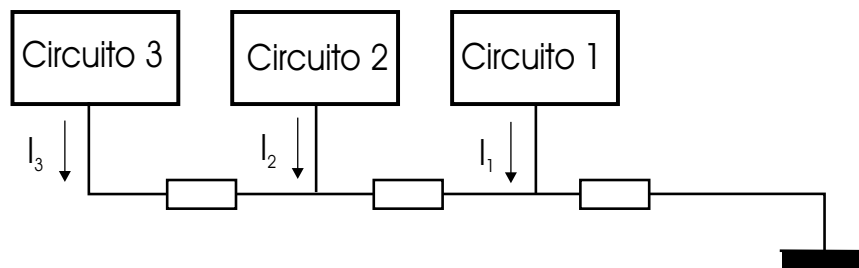 Circuito 3
Circuito 2
Circuito 1
I₃
I₂
I₁